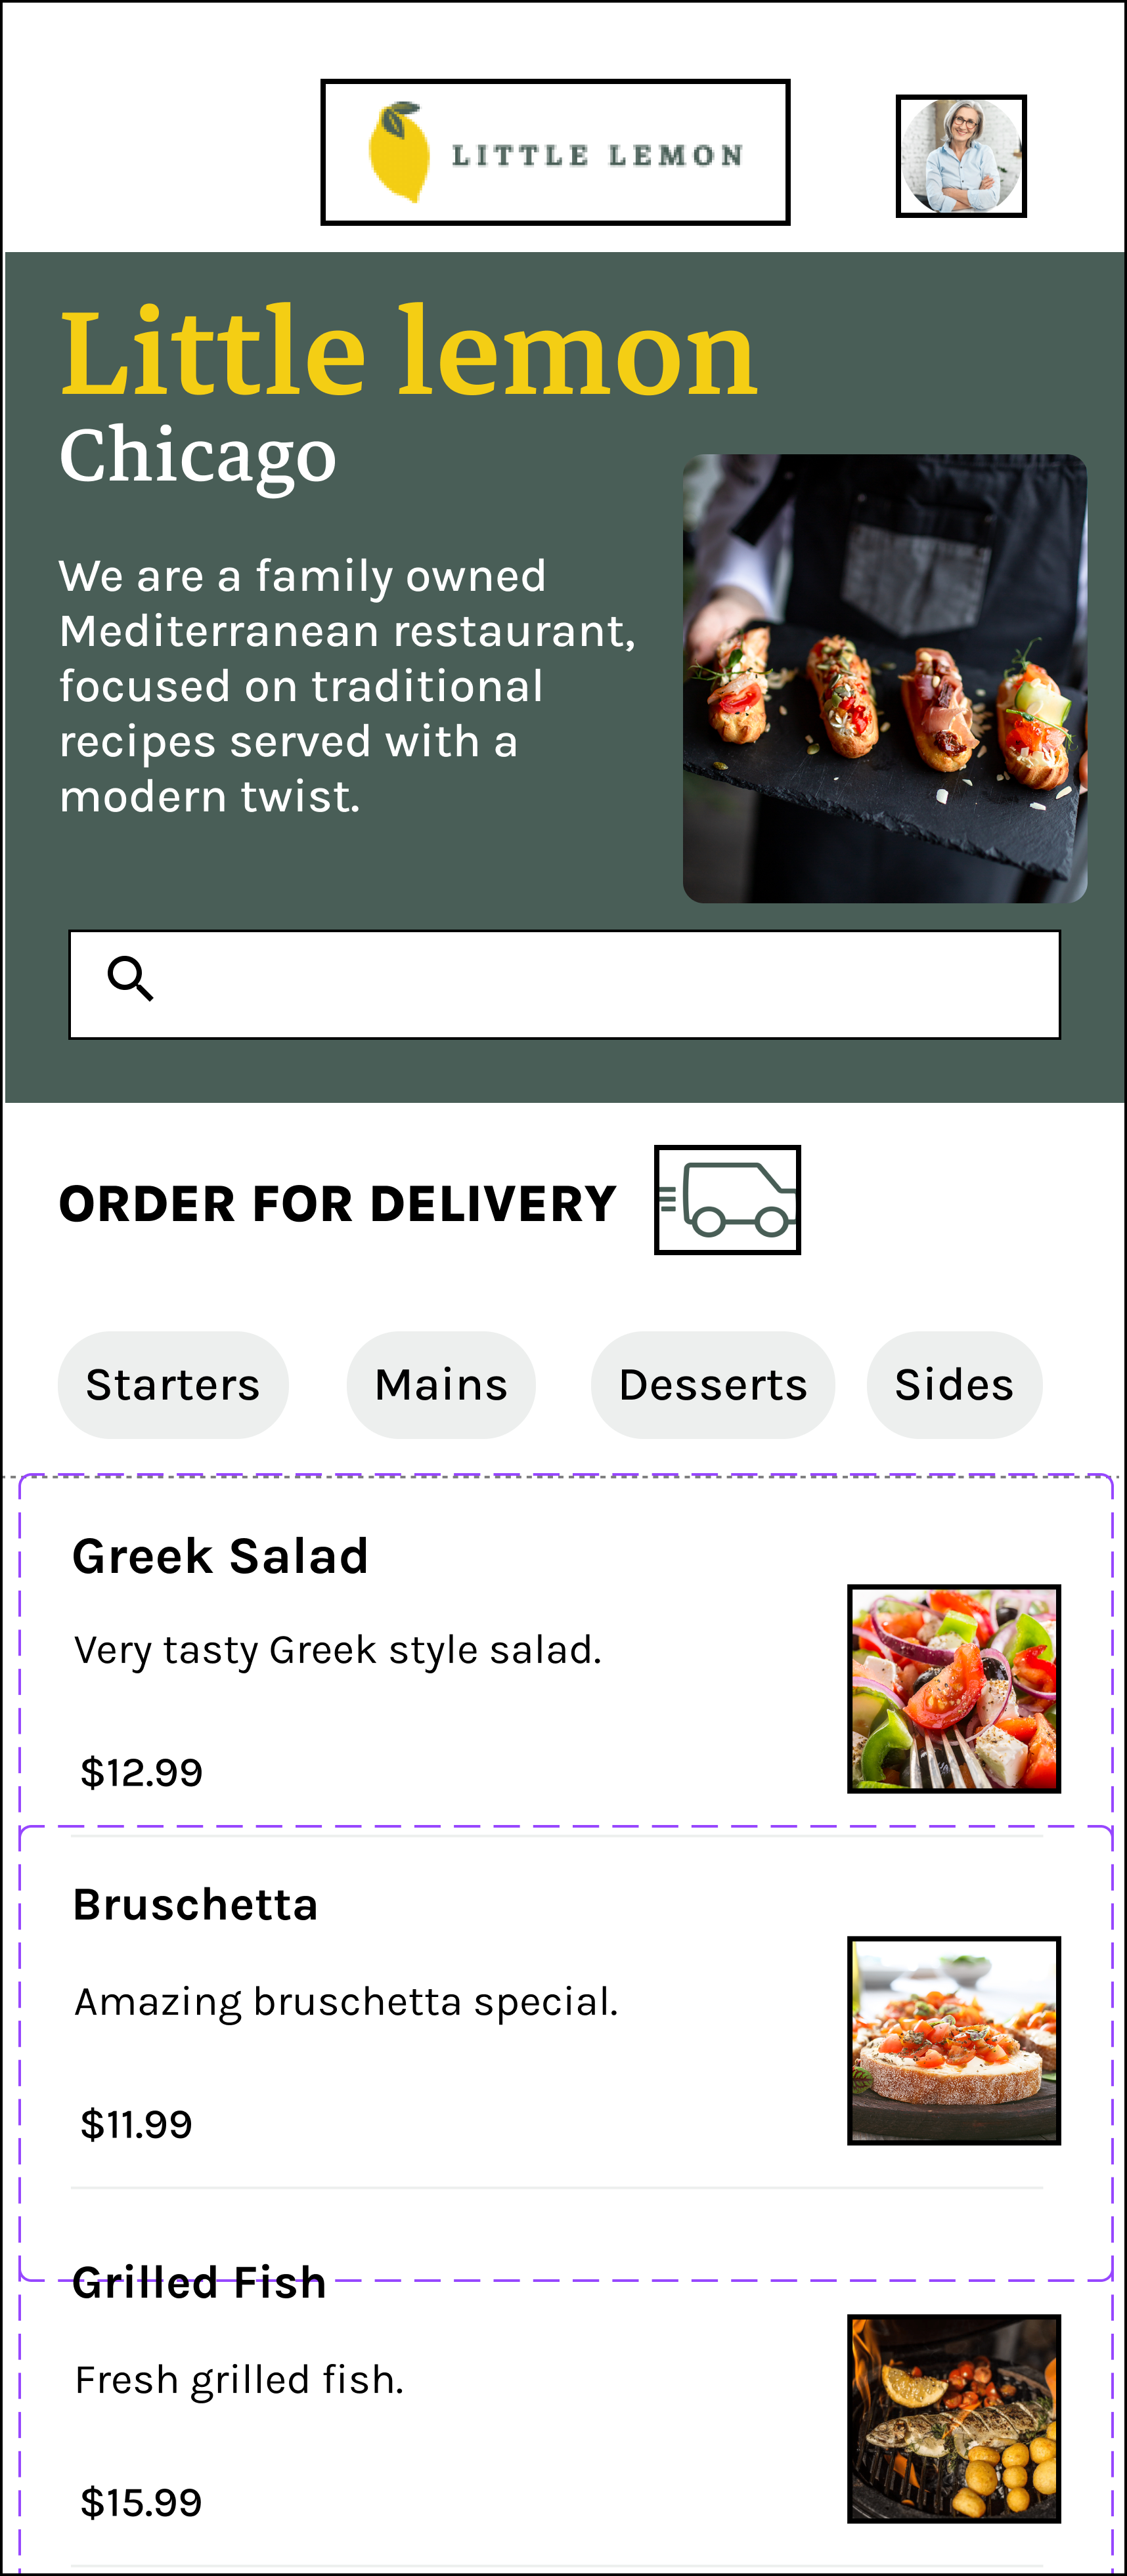 LITTLE LEMON
Little lemon
Chicago
We are a family owned
Mediterranean restaurant,
focused on traditional
recipes served with a
modern twist.
ORDER FOR DELIVERY
Starters Mains Desserts Sides
Greek Salad
Very tasty Greek style salad.
$12.99
Bruschetta
Amazing bruschetta special.
$11.99
Grilled Fish
Fresh grilled fish.
$15.99